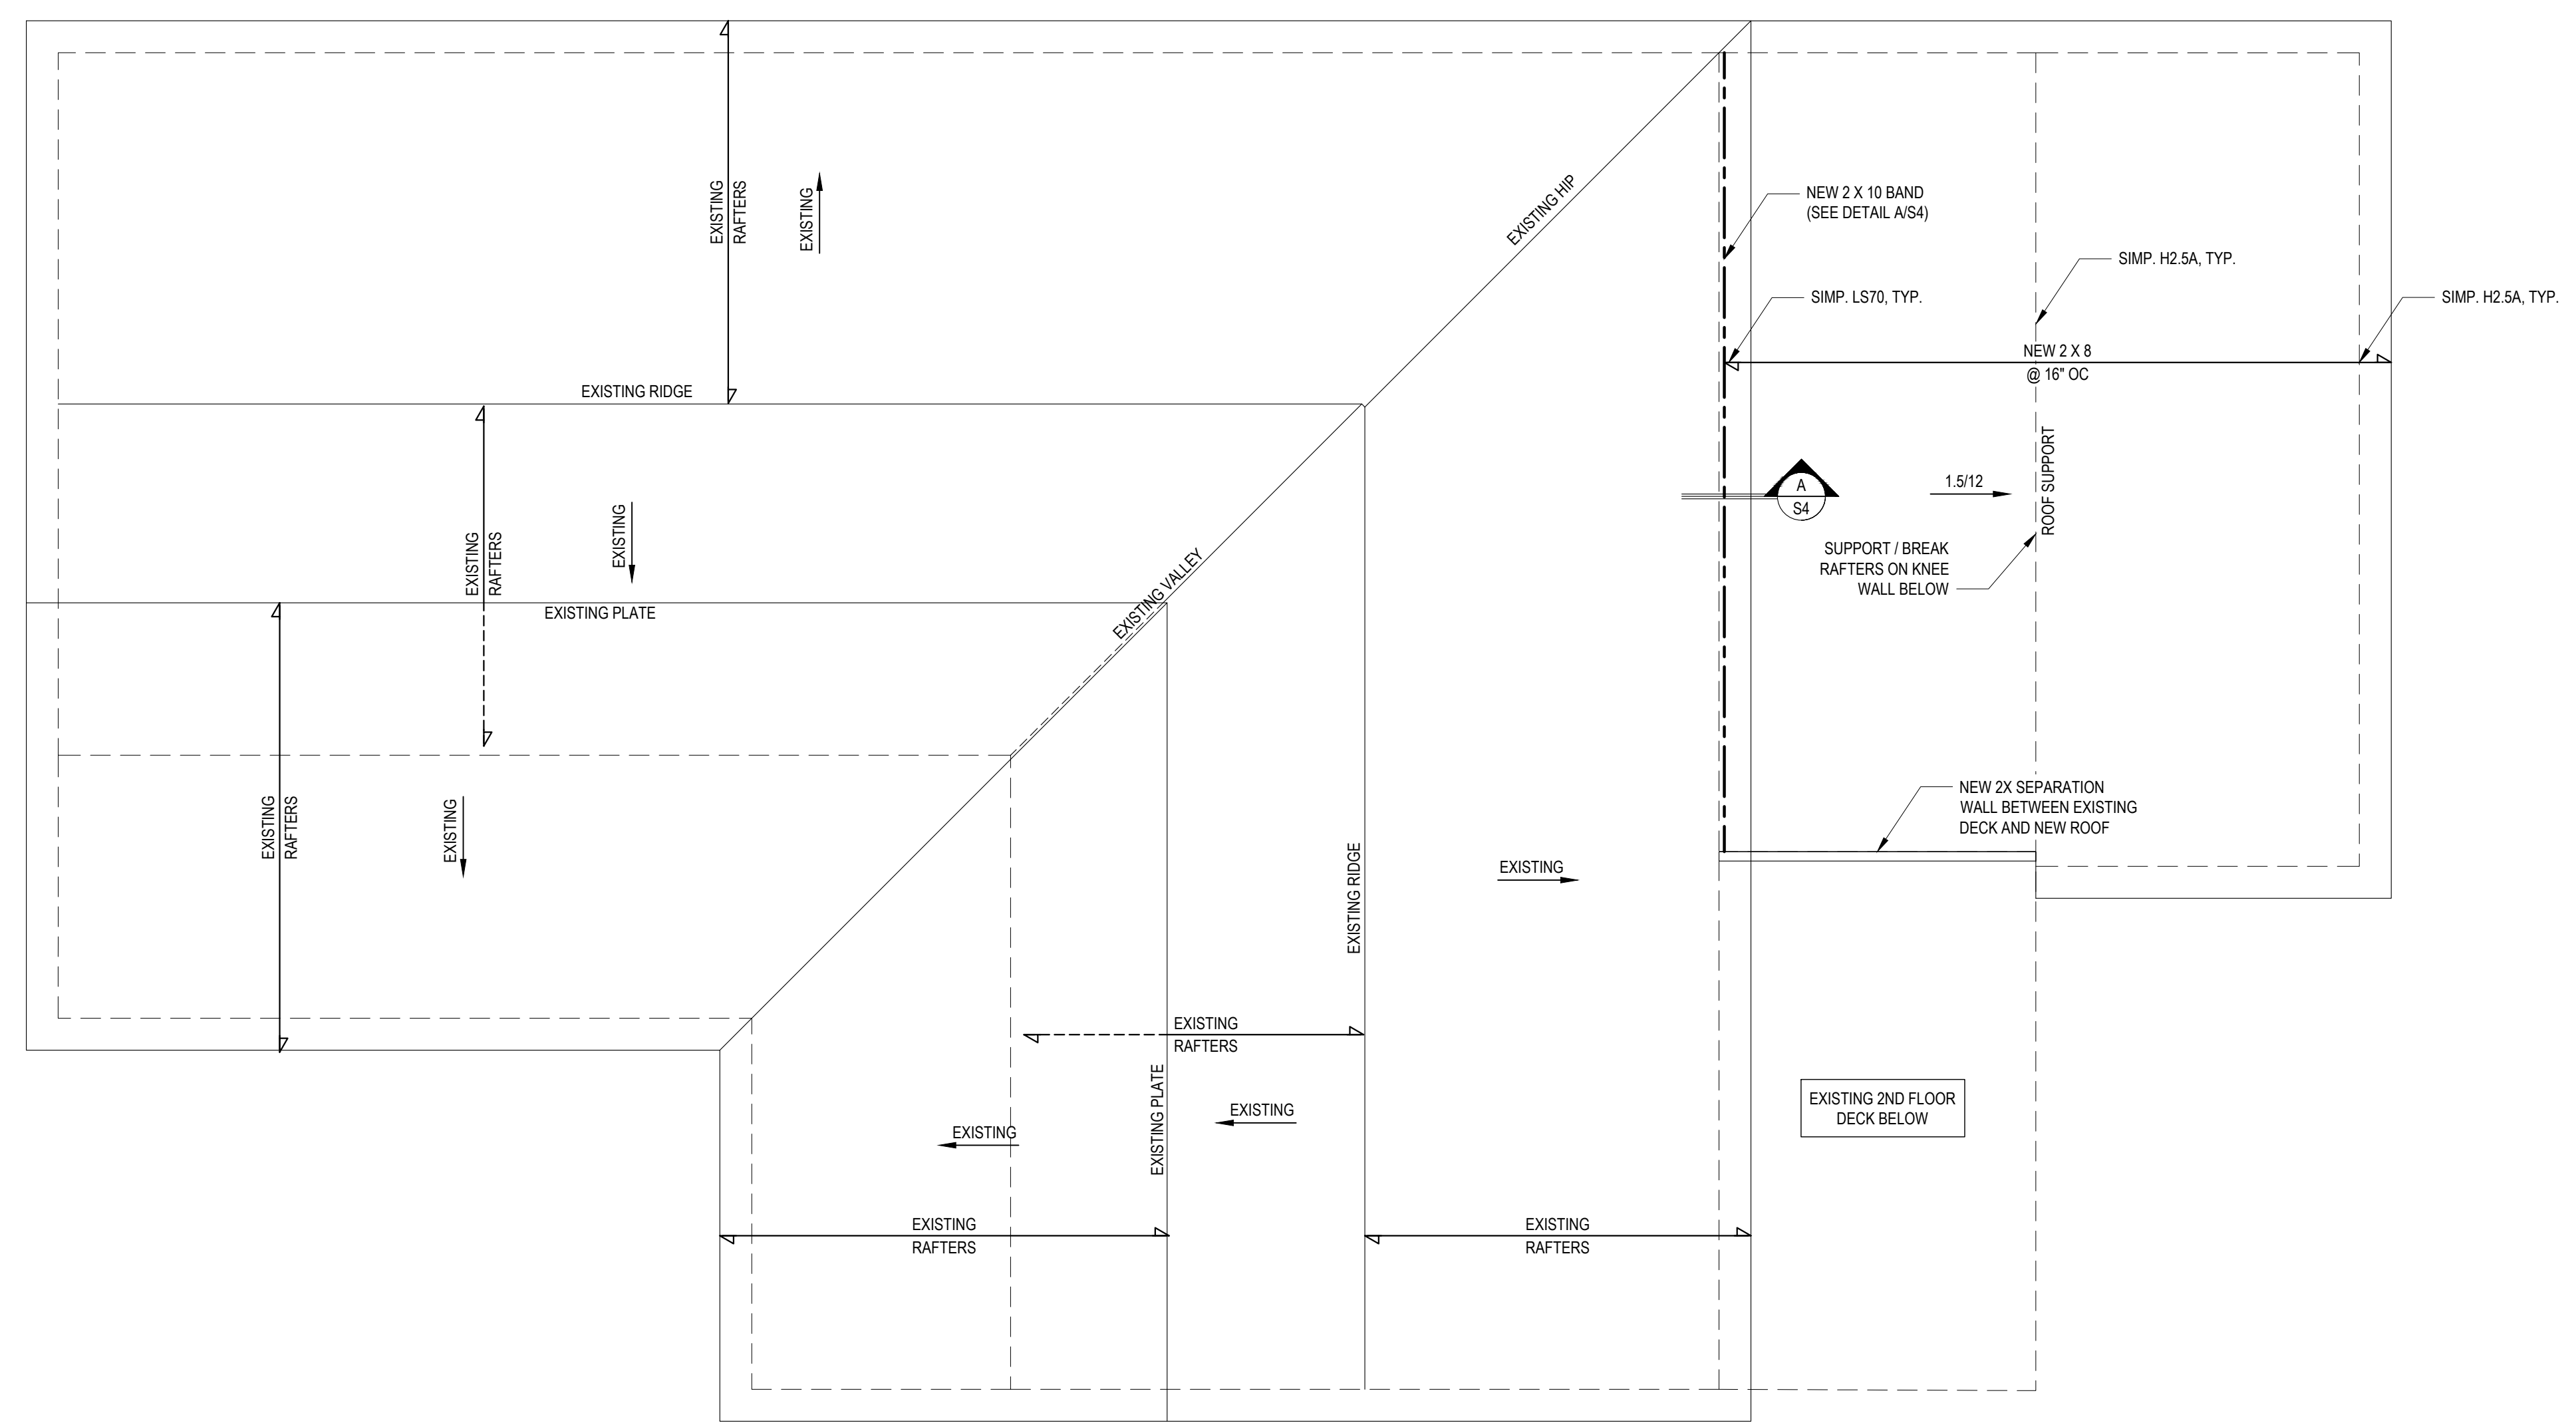 EXISTING
RAFTERS
EXISTING
EXISTING HIP
NEW 2 X 10 BAND
(SEE DETAIL A/S4)
SIMP. LS70, TYP.
SIMP. H2.5A, TYP.
SIMP. H2.5A, TYP.
NEW 2 X 8
@ 16" OC
EXISTING RIDGE
EXISTING
RAFTERS
EXISTING
EXISTING PLATE
EXISTING VALLEY
A
S4
1.5/12
ROOF SUPPORT
SUPPORT / BREAK
RAFTERS ON KNEE
WALL BELOW
EXISTING
RAFTERS
EXISTING
EXISTING RIDGE
EXISTING
NEW 2X SEPARATION
WALL BETWEEN EXISTING
DECK AND NEW ROOF
EXISTING
RAFTERS
EXISTING PLATE
EXISTING
EXISTING
EXISTING 2ND FLOOR
DECK BELOW
EXISTING
RAFTERS
EXISTING
RAFTERS